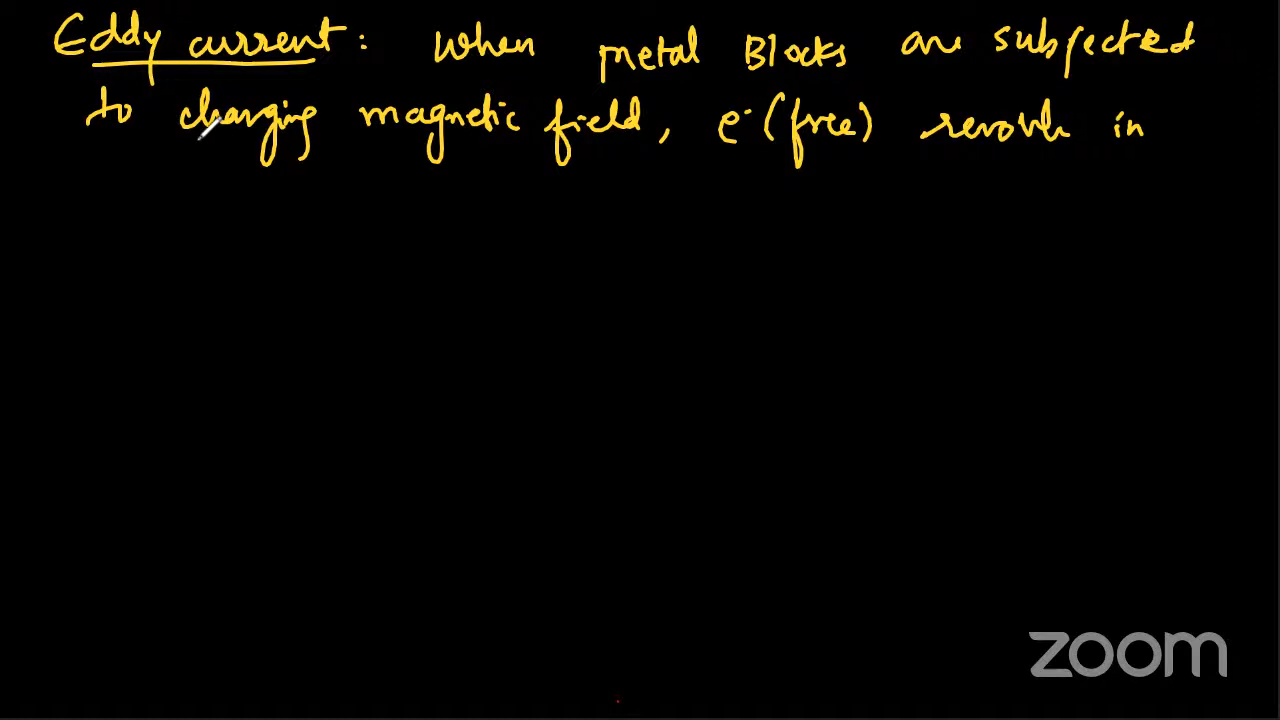 Eddy current: When metal Blocks are subjected
to changing magnetic field, e⁻(free) revolve in
zoom